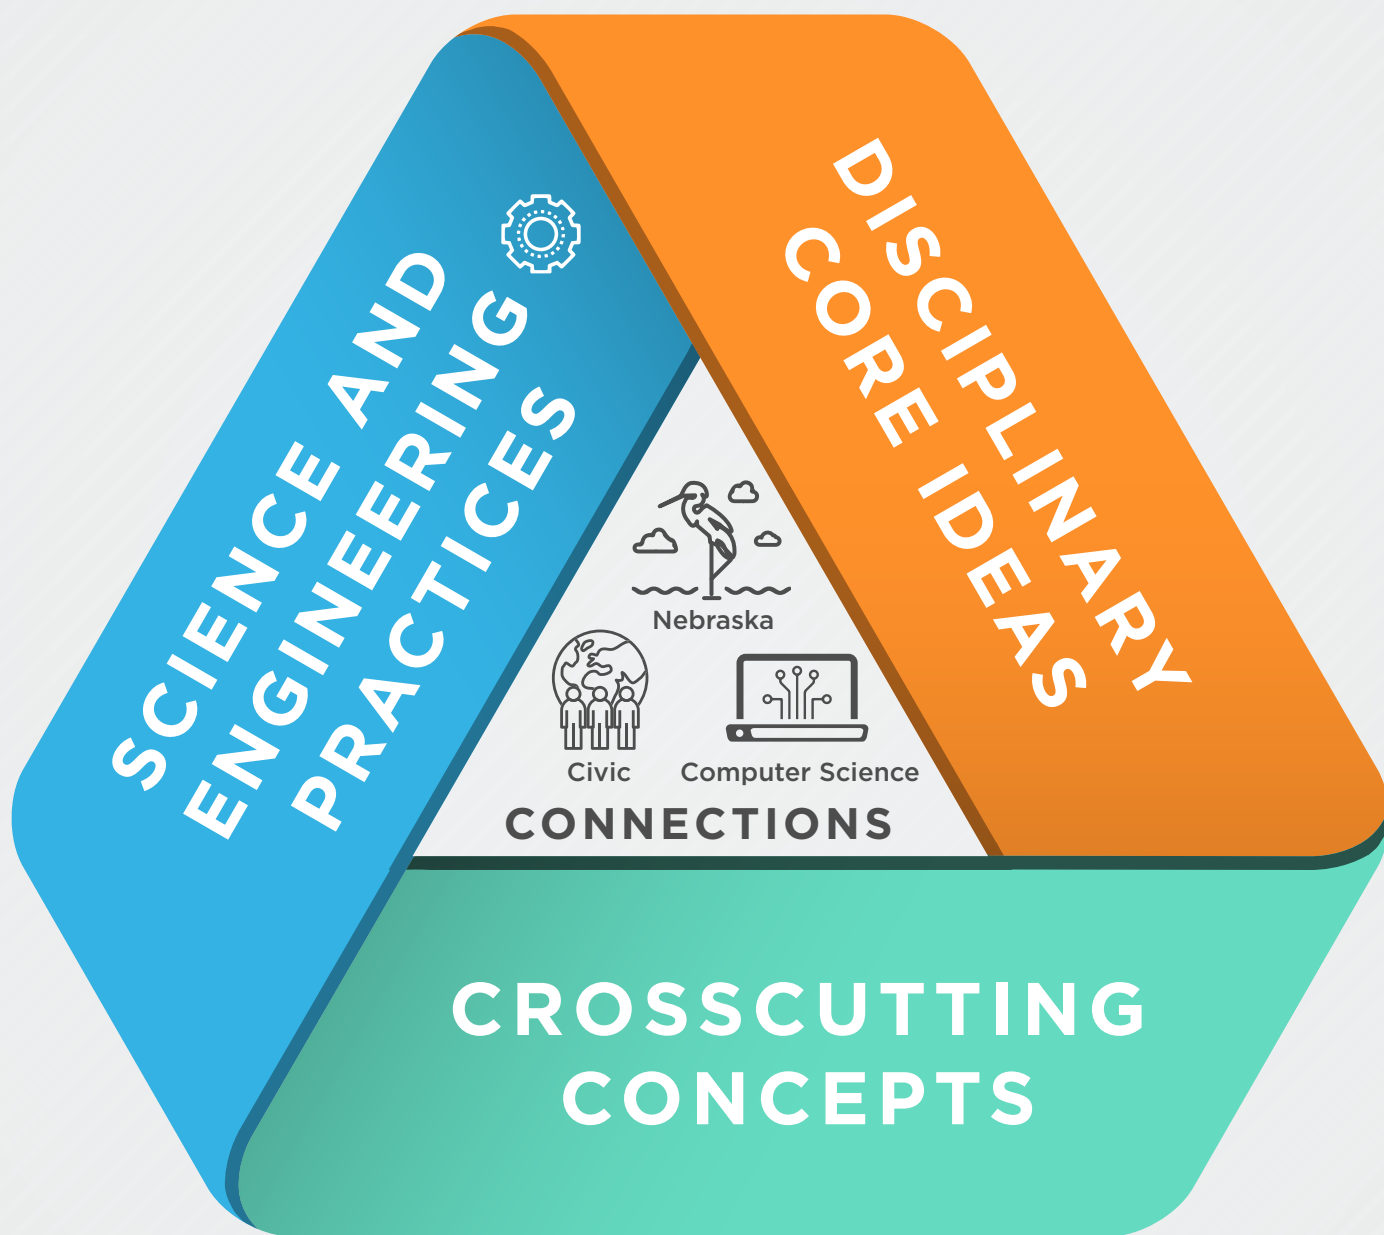 SCIENCE AND
ENGINEERING
PRACTICES
DISCIPLINARY
CORE IDEAS
Nebraska
Civic
Computer Science
CONNECTIONS
CROSSCUTTING
CONCEPTS